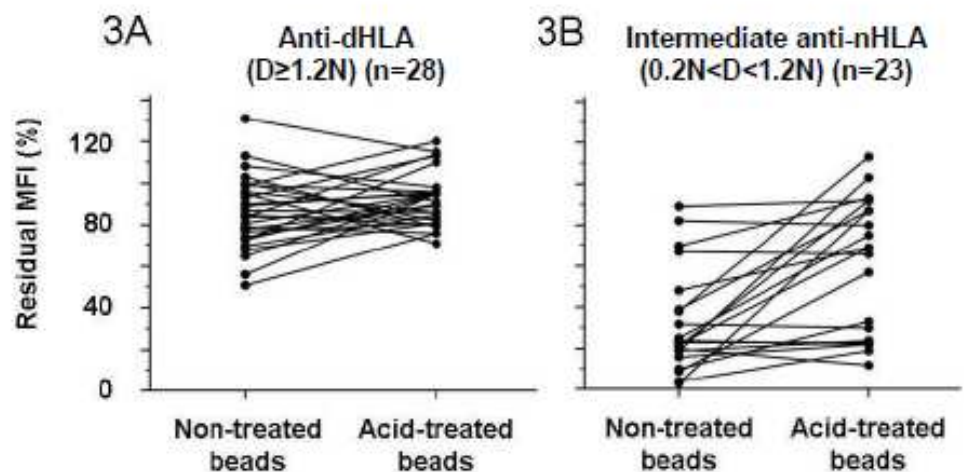 3A
Anti-dHLA
(D≥1.2N) (n=28)
3B
Intermediate anti-nHLA
(0.2N<D<1.2N) (n=23)
Residual MFI (%)
120
80
40
0
Non-treated
beads
Acid-treated
beads
Non-treated
beads
Acid-treated
beads